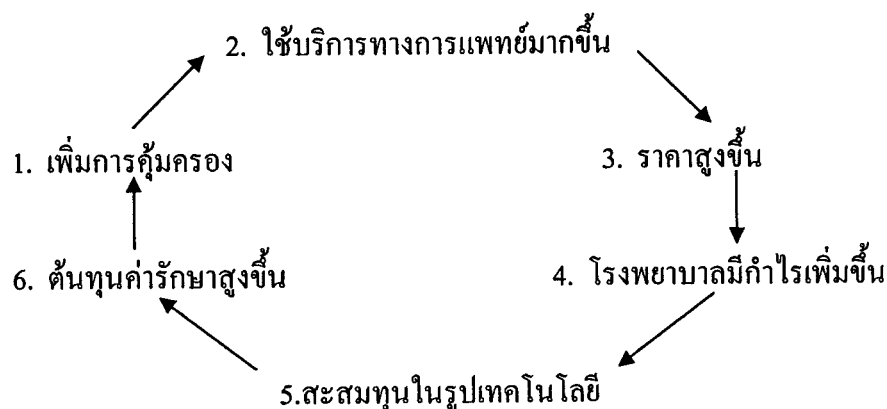 1. เพิ่มการคุ้มครอง
2. ใช้บริการทางการแพทย์มากขึ้น
3. ราคาสูงขึ้น
4. โรงพยาบาลมีกำไรเพิ่มขึ้น
5.สะสมทุนในรูปเทคโนโลยี
6. ต้นทุนค่ารักษาสูงขึ้น